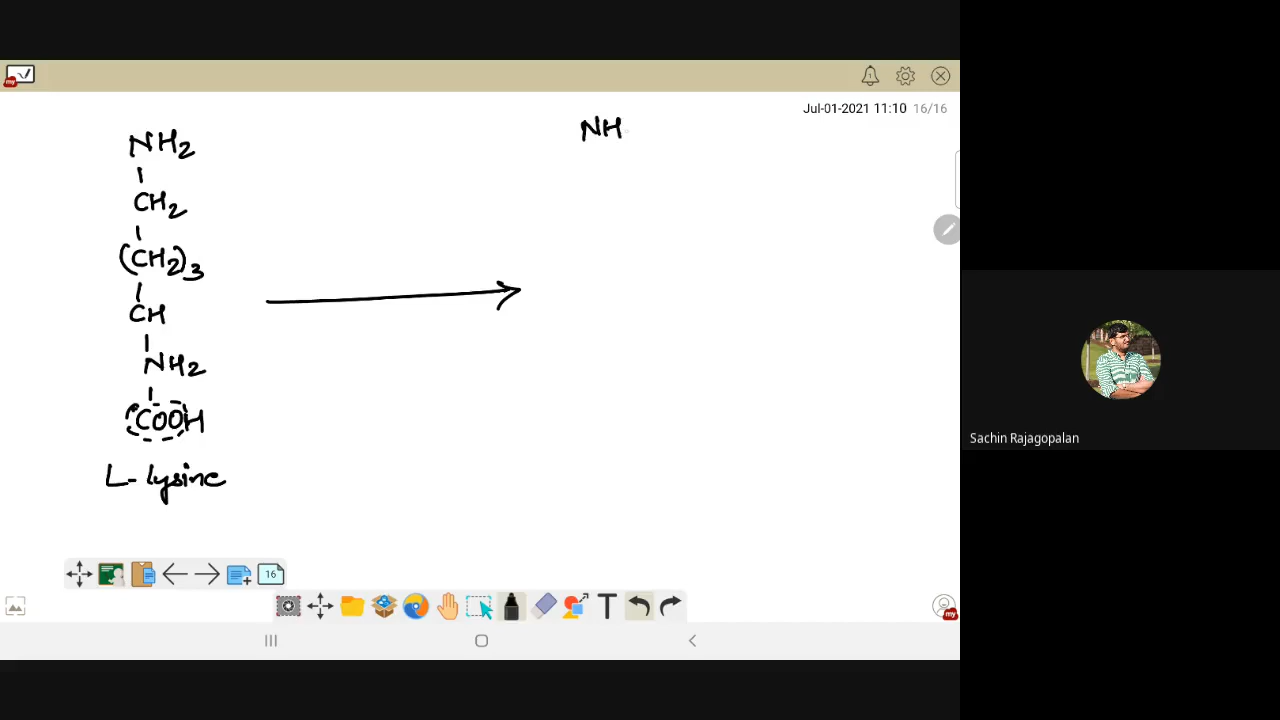 Jul-01-2021 11:10 16/16
NH2
CH2
(CH2)3
CH
NH2
COOH
L-lysine
NH
Sachin Rajagopalan
16